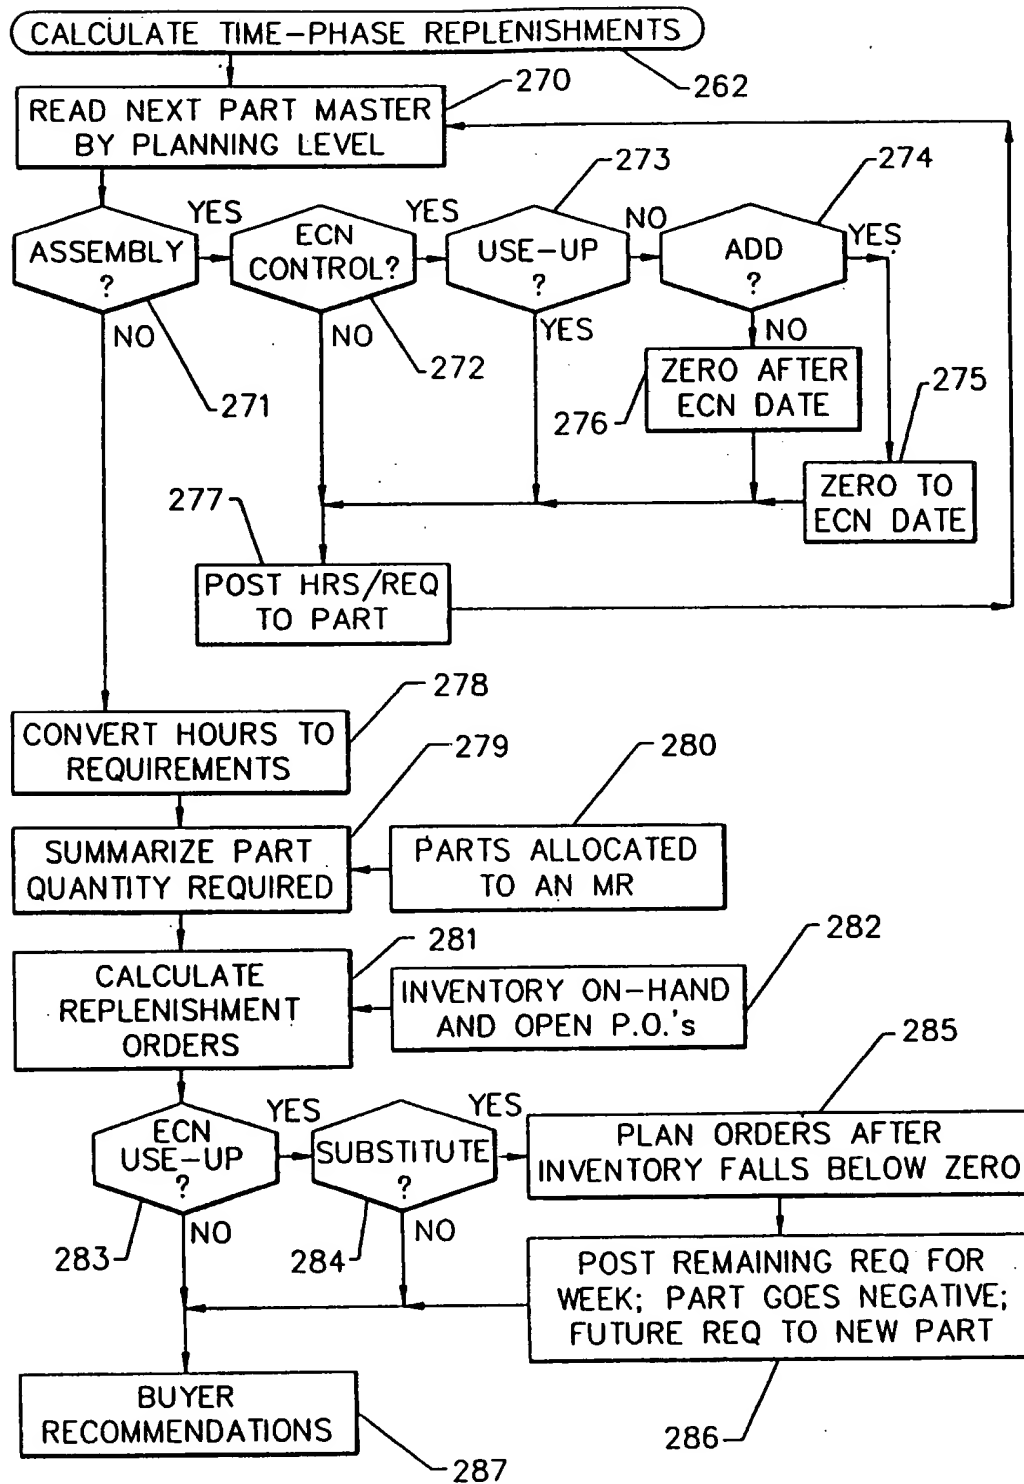 CALCULATE TIME-PHASE REPLENISHMENTS
262
270
READ NEXT PART MASTER
BY PLANNING LEVEL
273
274
ASSEMBLY
?
YES
ECN
CONTROL?
YES
USE-UP
?
NO
ADD
?
YES
NO
271
NO
272
YES
NO
ZERO AFTER
ECN DATE
276
275
ZERO TO
ECN DATE
277
POST HRS/REQ
TO PART
278
CONVERT HOURS TO
REQUIREMENTS
279
280
SUMMARIZE PART
QUANTITY REQUIRED
PARTS ALLOCATED
TO AN MR
281
282
CALCULATE
REPLENISHMENT
ORDERS
INVENTORY ON-HAND
AND OPEN P.O.'s
285
ECN
USE-UP
?
YES
SUBSTITUTE
?
YES
PLAN ORDERS AFTER
INVENTORY FALLS BELOW ZERO
283
NO
284
NO
POST REMAINING REQ FOR
WEEK; PART GOES NEGATIVE;
FUTURE REQ TO NEW PART
286
BUYER
RECOMMENDATIONS
287